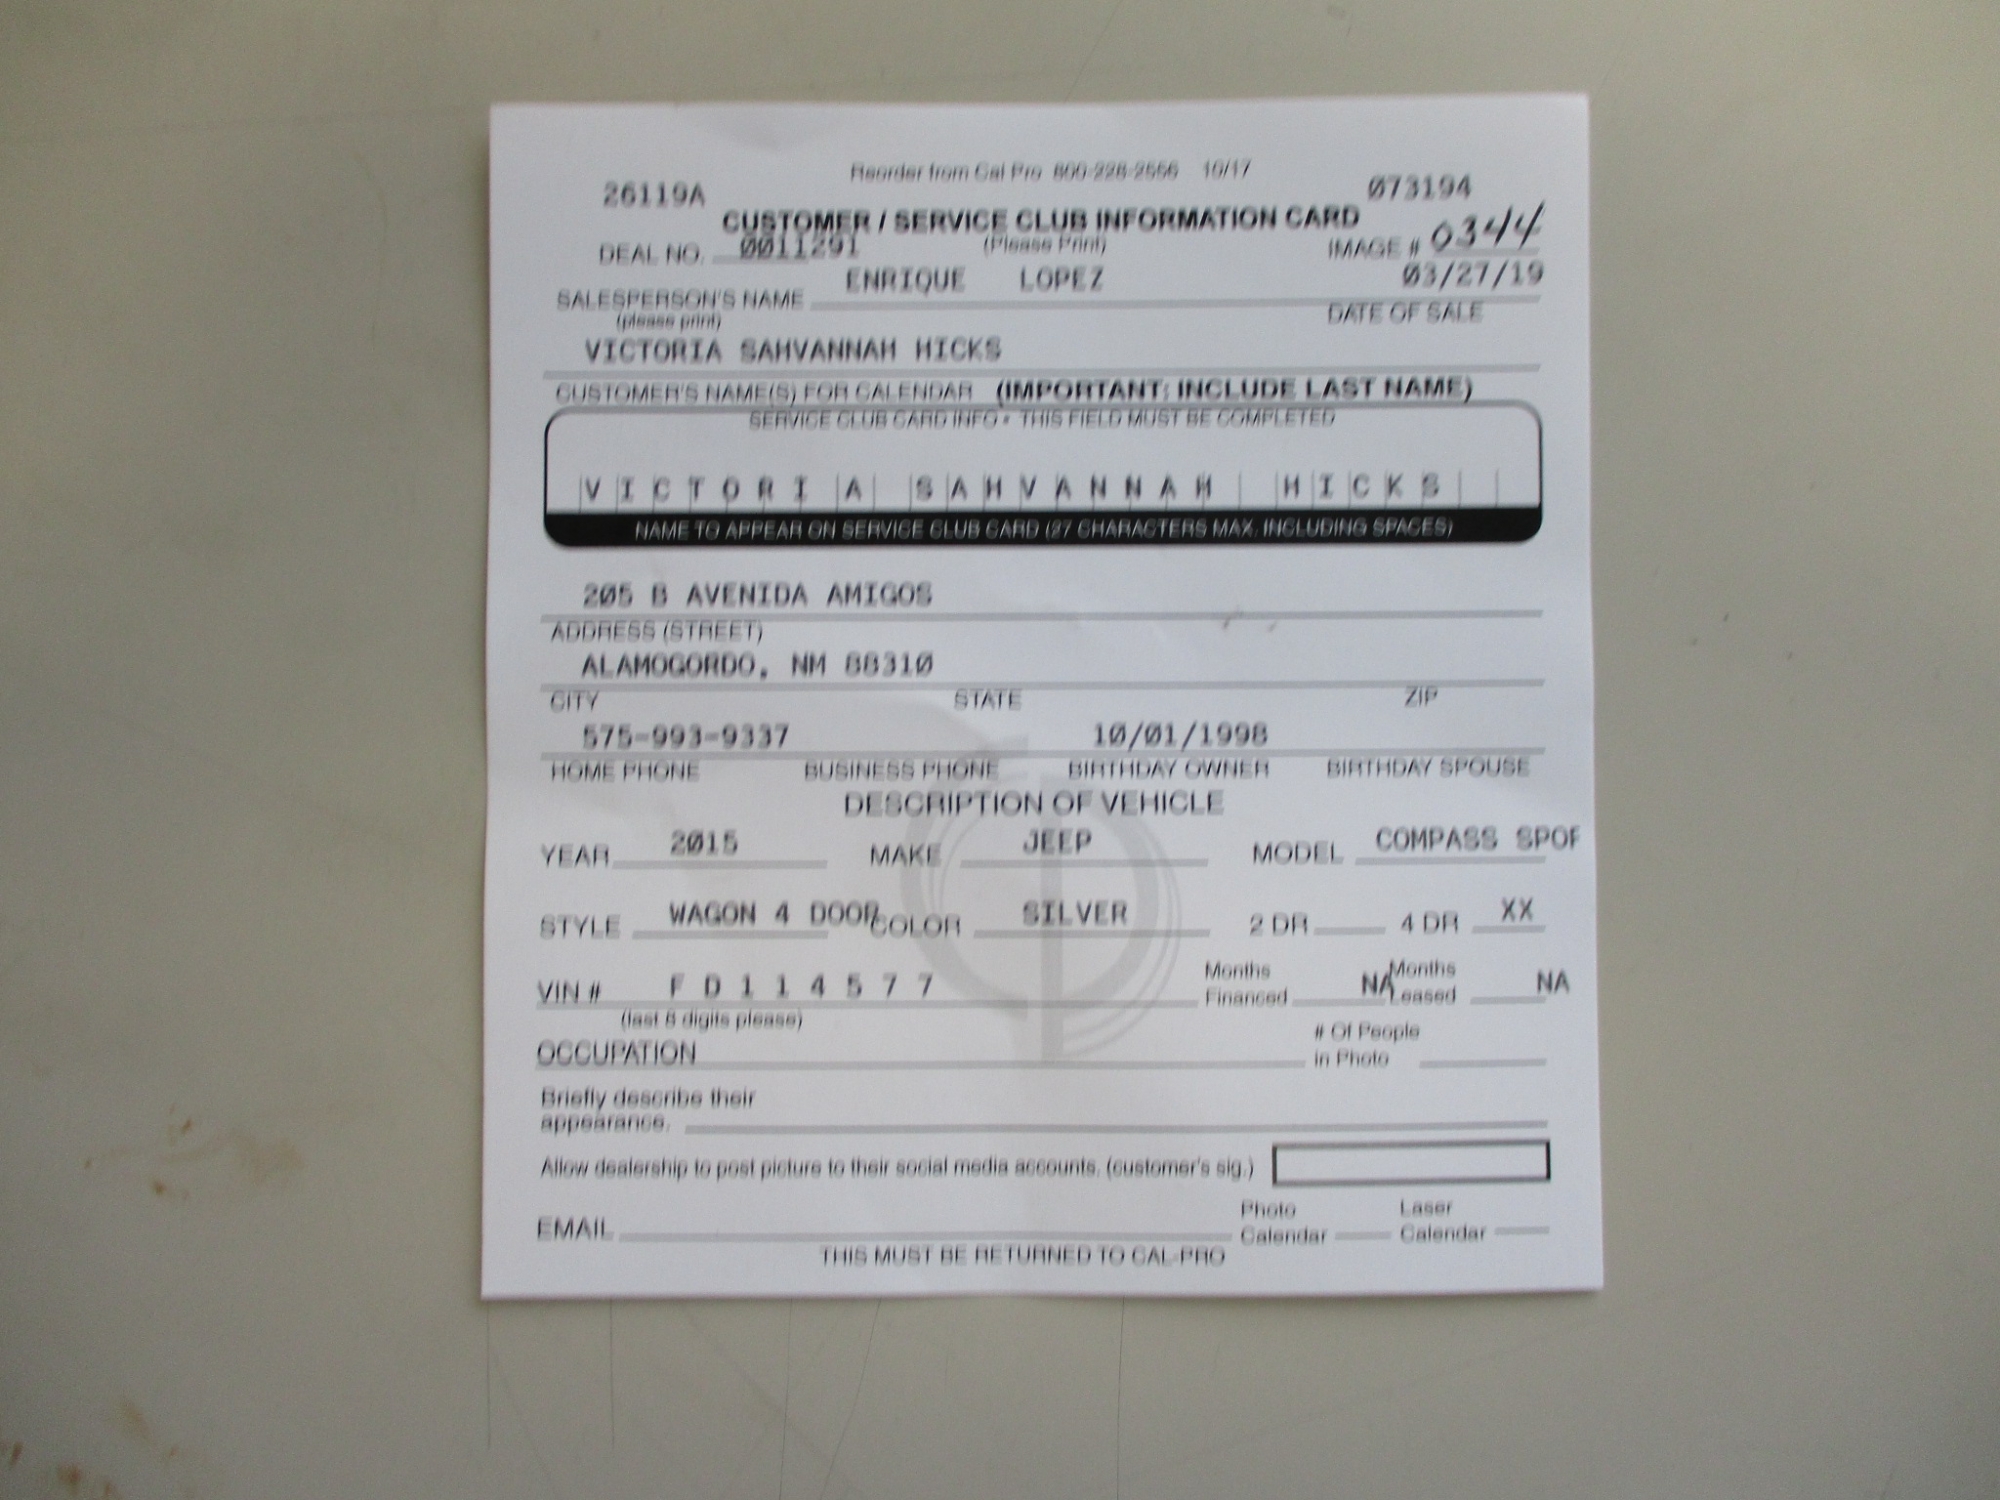 Reorder from Cal Pro 800-228-2556 10/17
26119A 073194
CUSTOMER / SERVICE CLUB INFORMATION CARD
DEAL NO. 0011291 (Please Print) IMAGE # 0344
ENRIQUE LOPEZ 03/27/19
SALESPERSON'S NAME DATE OF SALE
(please print)
VICTORIA SAHVANNAH HICKS
CUSTOMER'S NAME(S) FOR CALENDAR (IMPORTANT: INCLUDE LAST NAME)
SERVICE CLUB CARD INFO • THIS FIELD MUST BE COMPLETED
V I C T O R I A S A H V A N N A H H I C K S
NAME TO APPEAR ON SERVICE CLUB CARD (27 CHARACTERS MAX. INCLUDING SPACES)
205 B AVENIDA AMIGOS
ADDRESS (STREET)
ALAMOGORDO, NM 88310
CITY STATE ZIP
575-993-9337 10/01/1998
HOME PHONE BUSINESS PHONE BIRTHDAY OWNER BIRTHDAY SPOUSE
DESCRIPTION OF VEHICLE
YEAR 2015 MAKE JEEP MODEL COMPASS SPOR
STYLE WAGON 4 DOOR COLOR SILVER 2 DR 4 DR XX
VIN # F D 1 1 4 5 7 7 Months Financed NA Months Leased NA
(last 8 digits please)
OCCUPATION # Of People in Photo
Briefly describe their
appearance.
Allow dealership to post picture to their social media accounts. (customer's sig.)
EMAIL Photo Calendar Laser Calendar
THIS MUST BE RETURNED TO CAL-PRO